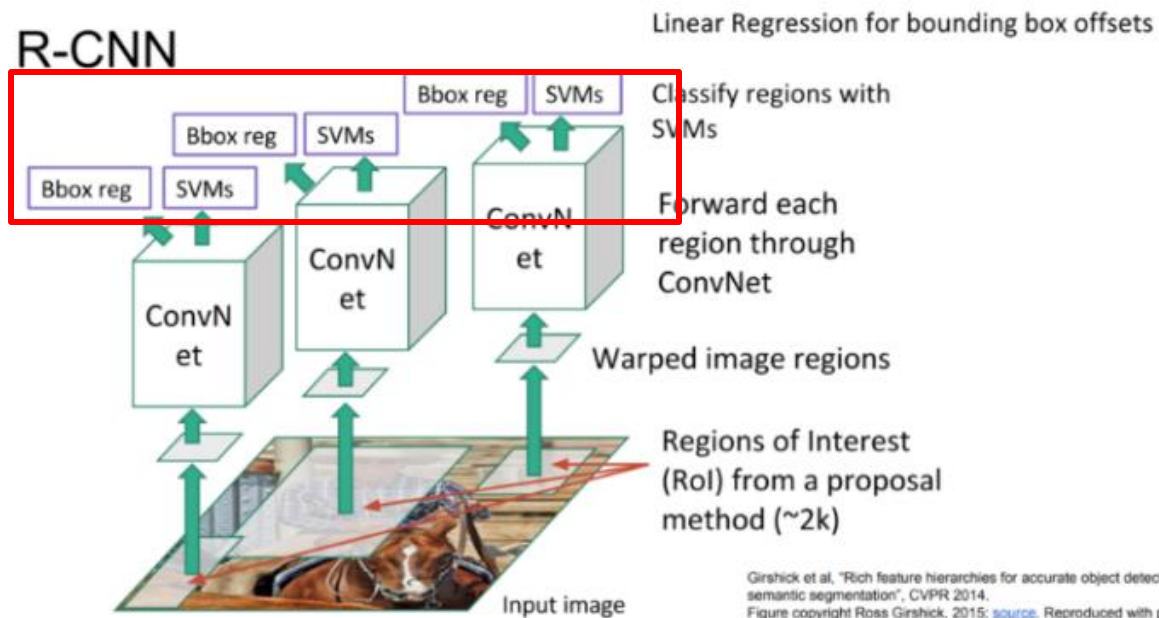 Linear Regression for bounding box offsets
R-CNN
Bbox reg
SVMs
Classify regions with
SVMs
Bbox reg
SVMs
Bbox reg
SVMs
Forward each
region through
ConvNet
ConvN
et
ConvN
et
ConvN
et
Warped image regions
Regions of Interest
(RoI) from a proposal
method (~2k)
Input image
Girshick et al, "Rich feature hierarchies for accurate object detec
semantic segmentation", CVPR 2014.
Figure copyright Ross Girshick, 2015; source. Reproduced with